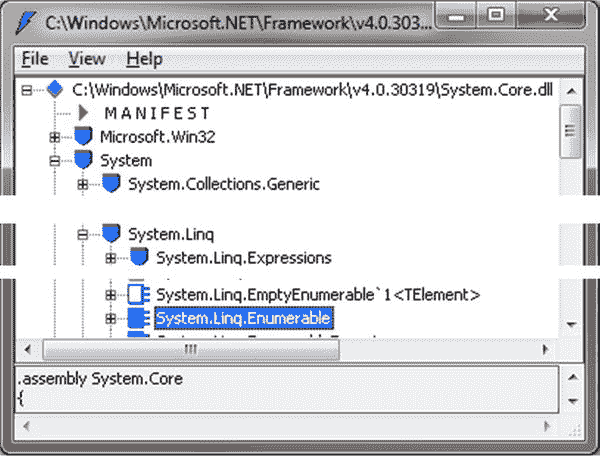 C:\Windows\Microsoft.NET\Framework\v4.0.303...
File View Help
C:\Windows\Microsoft.NET\Framework\v4.0.30319\System.Core.dll
M A N I F E S T
Microsoft.Win32
System
System.Collections.Generic
System.Linq
System.Linq.Expressions
System.Linq.EmptyEnumerable`1<TElement>
System.Linq.Enumerable
.assembly System.Core
{